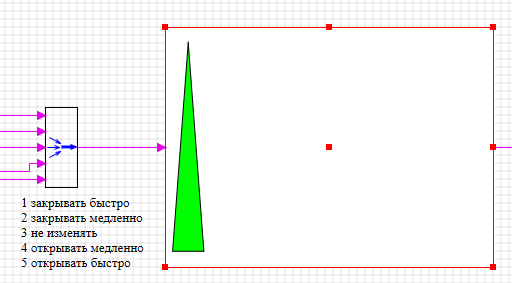 1 закрывать быстро
2 закрывать медленно
3 не изменять
4 открывать медленно
5 открывать быстро